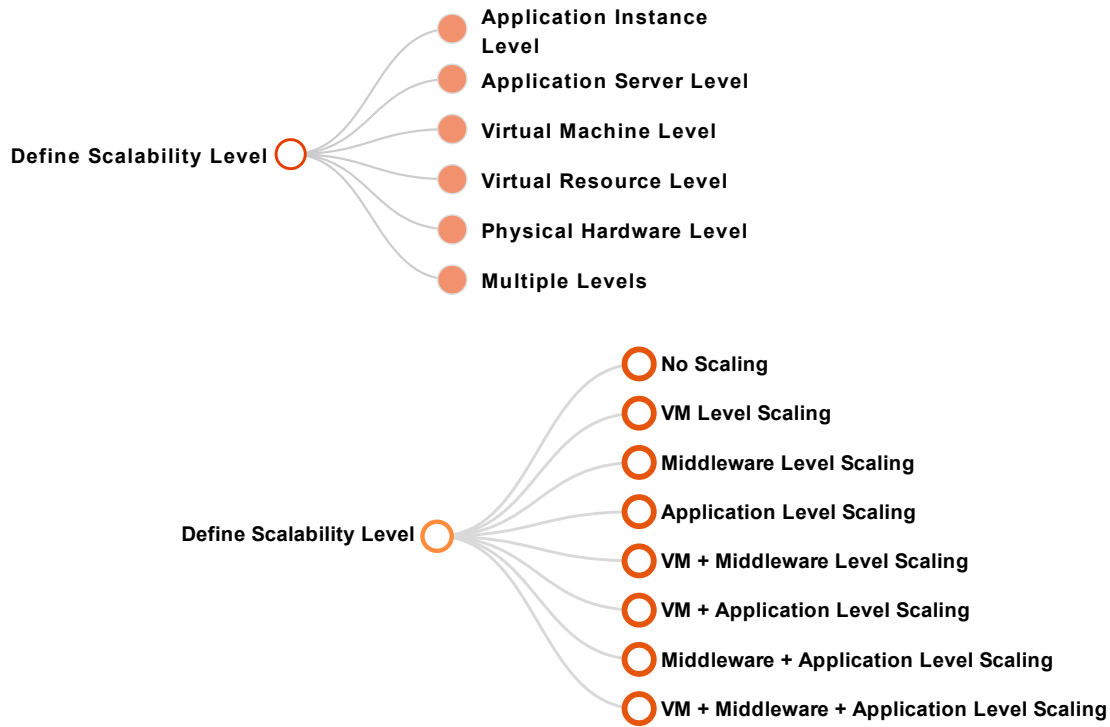 Application Instance
Level
Application Server Level
Virtual Machine Level
Define Scalability Level
Virtual Resource Level
Physical Hardware Level
Multiple Levels
No Scaling
VM Level Scaling
Middleware Level Scaling
Application Level Scaling
Define Scalability Level
VM + Middleware Level Scaling
VM + Application Level Scaling
Middleware + Application Level Scaling
VM + Middleware + Application Level Scaling